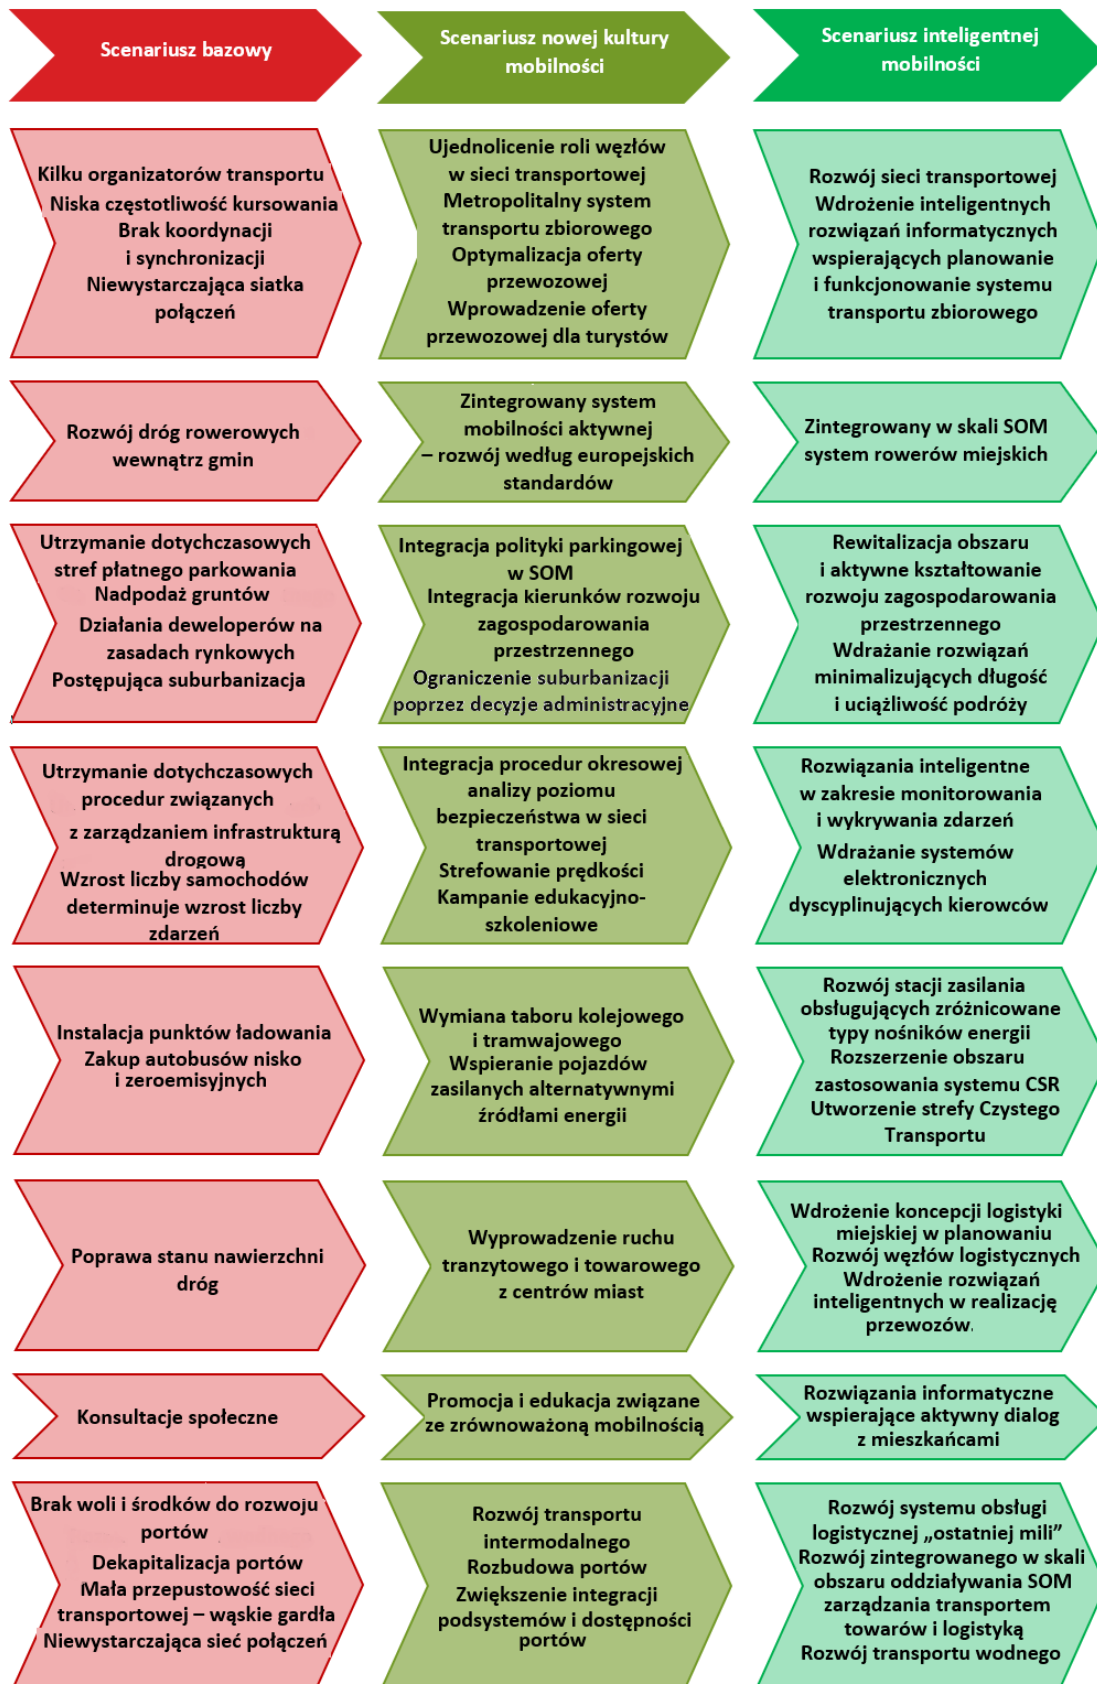 Scenariusz bazowy
Scenariusz nowej kultury
mobilności
Scenariusz inteligentnej
mobilności
Kilku organizatorów transportu
Niska częstotliwość kursowania
Brak koordynacji
i synchronizacji
Niewystarczająca siatka
połączeń
Ujednolicenie roli węzłów
w sieci transportowej
Metropolitalny system
transportu zbiorowego
Optymalizacja oferty
przewozowej
Wprowadzenie oferty
przewozowej dla turystów
Rozwój sieci transportowej
Wdrożenie inteligentnych
rozwiązań informatycznych
wspierających planowanie
i funkcjonowanie systemu
transportu zbiorowego
Rozwój dróg rowerowych
wewnątrz gmin
Zintegrowany system
mobilności aktywnej
– rozwój według europejskich
standardów
Zintegrowany w skali SOM
system rowerów miejskich
Utrzymanie dotychczasowych
stref płatnego parkowania
Nadpodaż gruntów
Działania deweloperów na
zasadach rynkowych
Postępująca suburbanizacja
Integracja polityki parkingowej
w SOM
Integracja kierunków rozwoju
zagospodarowania
przestrzennego
Ograniczenie suburbanizacji
poprzez decyzje administracyjne
Rewitalizacja obszaru
i aktywne kształtowanie
rozwoju zagospodarowania
przestrzennego
Wdrażanie rozwiązań
minimalizujących długość
i uciążliwość podróży
Utrzymanie dotychczasowych
procedur związanych
z zarządzaniem infrastrukturą
drogową
Wzrost liczby samochodów
determinuje wzrost liczby
zdarzeń
Integracja procedur okresowej
analizy poziomu
bezpieczeństwa w sieci
transportowej
Strefowanie prędkości
Kampanie edukacyjno-
szkoleniowe
Rozwiązania inteligentne
w zakresie monitorowania
i wykrywania zdarzeń
Wdrażanie systemów
elektronicznych
dyscyplinujących kierowców
Instalacja punktów ładowania
Zakup autobusów nisko
i zeroemisyjnych
Wymiana taboru kolejowego
i tramwajowego
Wspieranie pojazdów
zasilanych alternatywnymi
źródłami energii
Rozwój stacji zasilania
obsługujących zróżnicowane
typy nośników energii
Rozszerzenie obszaru
zastosowania systemu CSR
Utworzenie strefy Czystego
Transportu
Poprawa stanu nawierzchni
dróg
Wyprowadzenie ruchu
tranzytowego i towarowego
z centrów miast
Wdrożenie koncepcji logistyki
miejskiej w planowaniu
Rozwój węzłów logistycznych
Wdrożenie rozwiązań
inteligentnych w realizację
przewozów.
Konsultacje społeczne
Promocja i edukacja związane
ze zrównoważoną mobilnością
Rozwiązania informatyczne
wspierające aktywny dialog
z mieszkańcami
Brak woli i środków do rozwoju
portów
Dekapitalizacja portów
Mała przepustowość sieci
transportowej – wąskie gardła
Niewystarczająca sieć połączeń
Rozwój transportu
intermodalnego
Rozbudowa portów
Zwiększenie integracji
podsystemów i dostępności
portów
Rozwój systemu obsługi
logistycznej „ostatniej mili”
Rozwój zintegrowanego w skali
obszaru oddziaływania SOM
zarządzania transportem
towarów i logistyką
Rozwój transportu wodnego